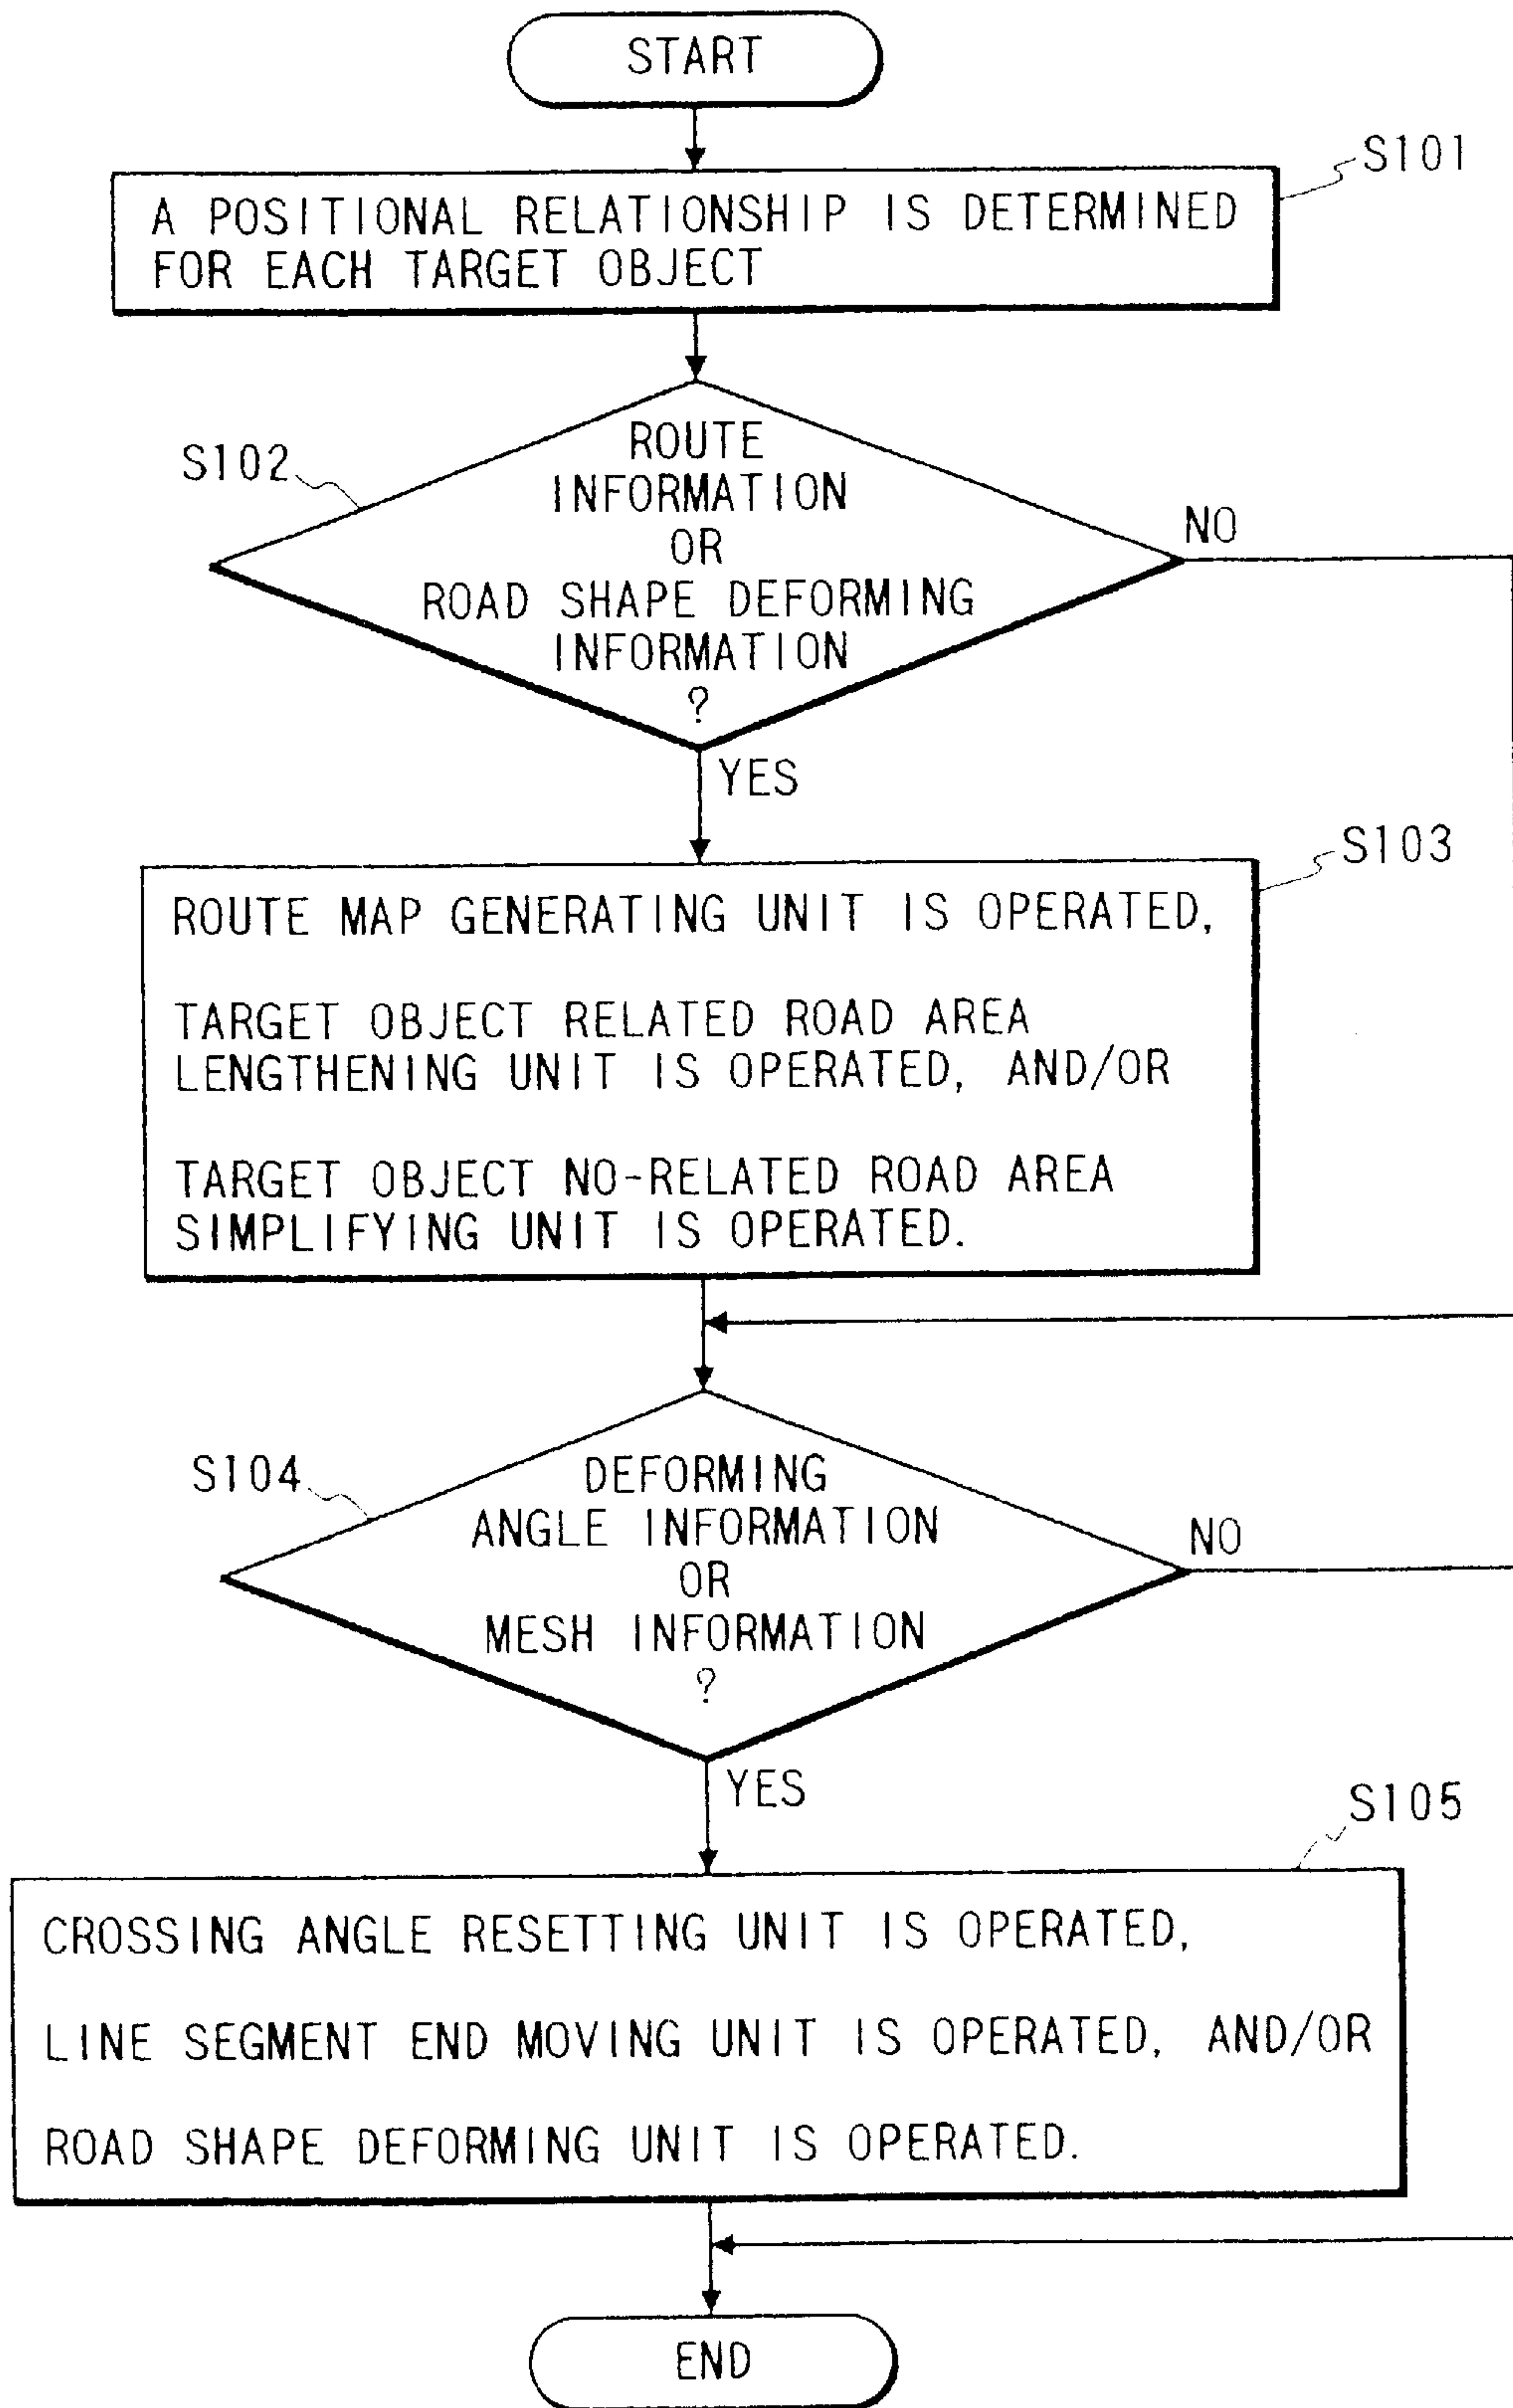 START
S101
A POSITIONAL RELATIONSHIP IS DETERMINED
FOR EACH TARGET OBJECT
S102
ROUTE
INFORMATION
OR
ROAD SHAPE DEFORMING
INFORMATION
?
NO
YES
S103
ROUTE MAP GENERATING UNIT IS OPERATED,
TARGET OBJECT RELATED ROAD AREA
LENGTHENING UNIT IS OPERATED, AND/OR
TARGET OBJECT NO-RELATED ROAD AREA
SIMPLIFYING UNIT IS OPERATED.
S104
DEFORMING
ANGLE INFORMATION
OR
MESH INFORMATION
?
NO
YES
S105
CROSSING ANGLE RESETTING UNIT IS OPERATED,
LINE SEGMENT END MOVING UNIT IS OPERATED, AND/OR
ROAD SHAPE DEFORMING UNIT IS OPERATED.
END